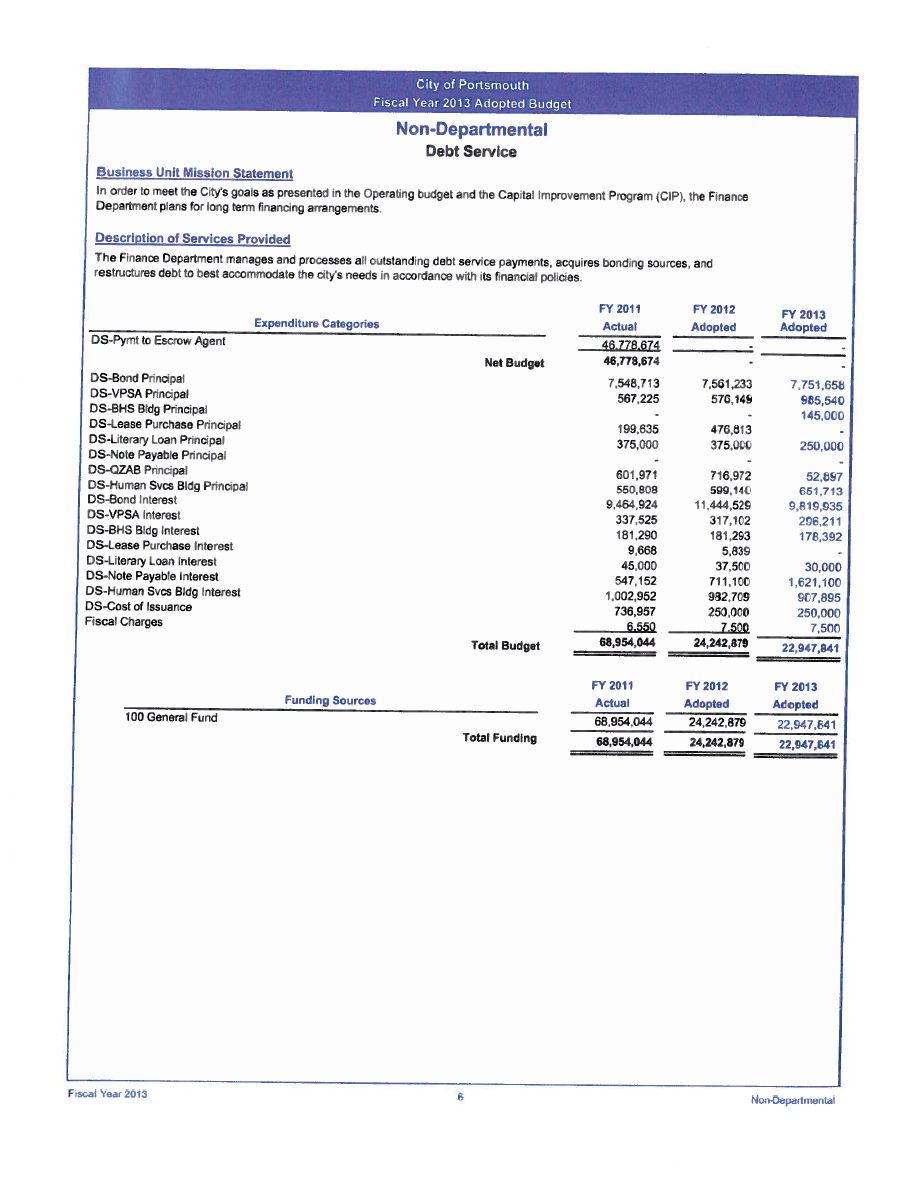 City of Portsmouth
Fiscal Year 2013 Adopted Budget
Non-Departmental
Debt Service
Business Unit Mission Statement
In order to meet the City's goals as presented in the Operating budget and the Capital Improvement Program (CIP), the Finance
Department plans for long term financing arrangements.
Description of Services Provided
The Finance Department manages and processes all outstanding debt service payments, acquires bonding sources, and
restructures debt to best accommodate the city's needs in accordance with its financial policies.
FY 2011 FY 2012 FY 2013
Expenditure Categories Actual Adopted Adopted
DS-Pymt to Escrow Agent 46,778,674 - -
Net Budget 46,778,674 - -
DS-Bond Principal 7,548,713 7,561,233 7,751,658
DS-VPSA Principal 567,225 576,149 985,540
DS-BHS Bldg Principal - - 145,000
DS-Lease Purchase Principal 199,635 476,813 -
DS-Literary Loan Principal 375,000 375,000 250,000
DS-Note Payable Principal - - -
DS-QZAB Principal 601,971 716,972 52,897
DS-Human Svcs Bldg Principal 550,808 599,140 651,713
DS-Bond Interest 9,464,924 11,444,529 9,819,935
DS-VPSA Interest 337,525 317,102 296,211
DS-BHS Bldg Interest 181,290 181,293 178,392
DS-Lease Purchase Interest 9,668 5,839 -
DS-Literary Loan Interest 45,000 37,500 30,000
DS-Note Payable Interest 547,152 711,100 1,621,100
DS-Human Svcs Bldg Interest 1,002,952 982,709 907,895
DS-Cost of Issuance 736,957 250,000 250,000
Fiscal Charges 6,550 7,500 7,500
Total Budget 68,954,044 24,242,879 22,947,841
FY 2011 FY 2012 FY 2013
Funding Sources Actual Adopted Adopted
100 General Fund 68,954,044 24,242,879 22,947,841
Total Funding 68,954,044 24,242,879 22,947,841
Fiscal Year 2013 6 Non-Departmental